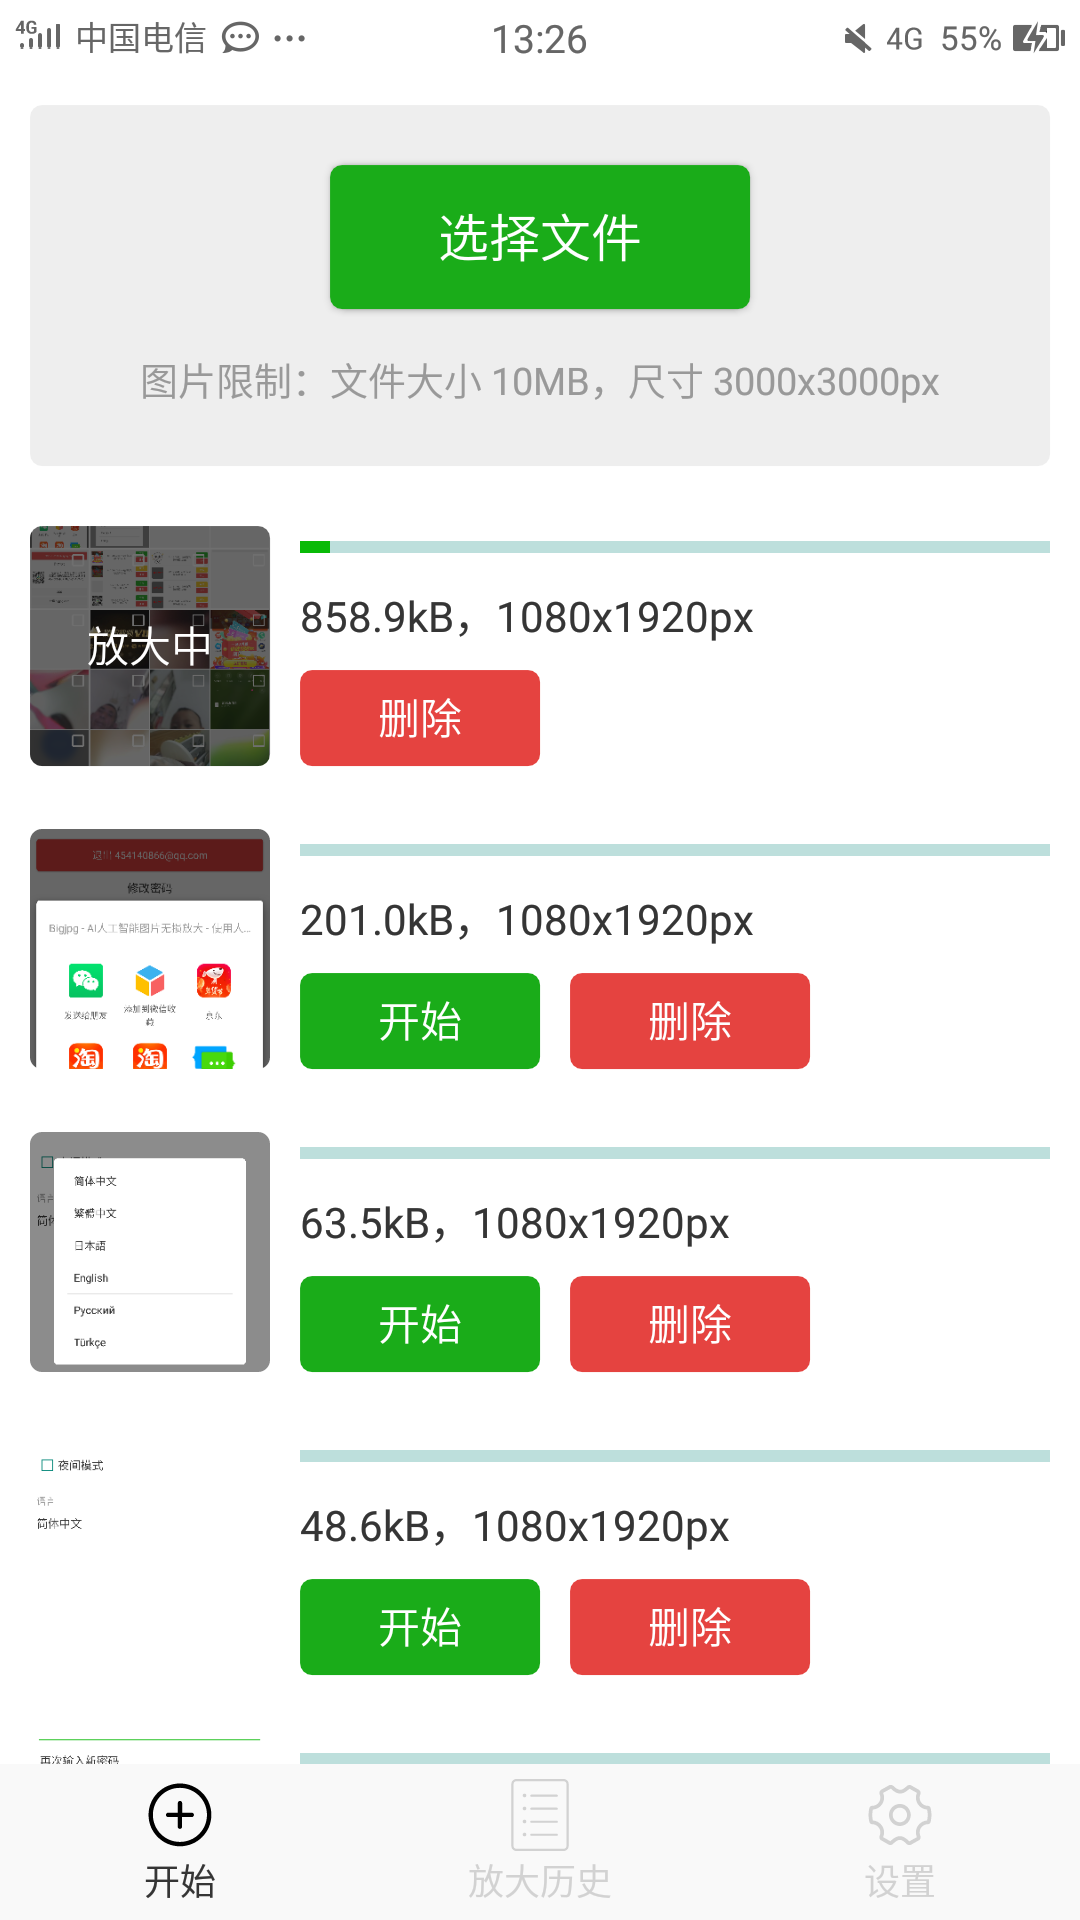 4G 中国电信 13:26 4G 55%
选择文件
图片限制：文件大小 10MB，尺寸 3000x3000px
放大中
858.9kB，1080x1920px
删除
退出 454140866@qq.com
修改密码
Bigjpg - AI人工智能图片无损放大 - 使用人...
发送给朋友
添加到微信收藏
京东
201.0kB，1080x1920px
开始 删除
语言
简体中文
繁體中文
日本語
English
Русский
Türkçe
63.5kB，1080x1920px
开始 删除
夜间模式
语言
简体中文
48.6kB，1080x1920px
开始 删除
再次输入新密码
开始 放大历史 设置